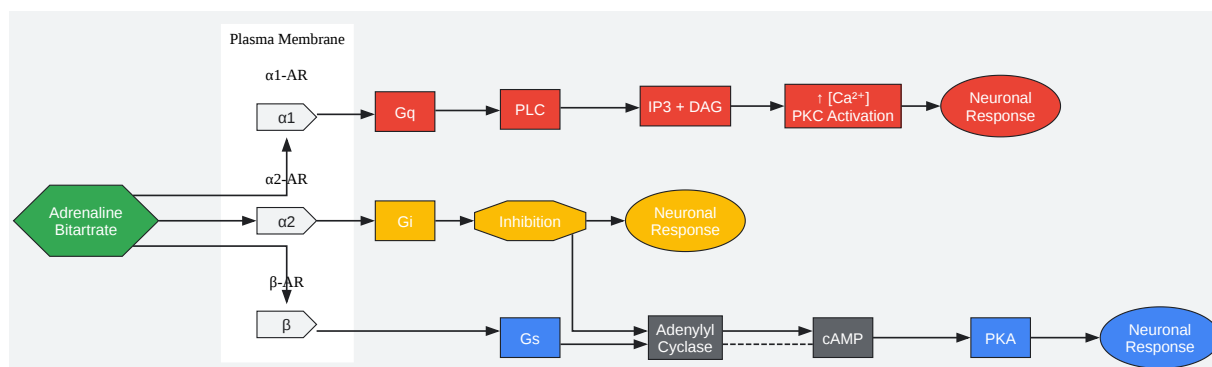 Plasma Membrane
α1-AR
α1
Gq
PLC
IP3 + DAG
↑ [Ca²⁺]
PKC Activation
Neuronal
Response
Adrenaline
Bitartrate
α2-AR
α2
Gi
Inhibition
Neuronal
Response
β-AR
β
Gs
Adenylyl
Cyclase
cAMP
PKA
Neuronal
Response